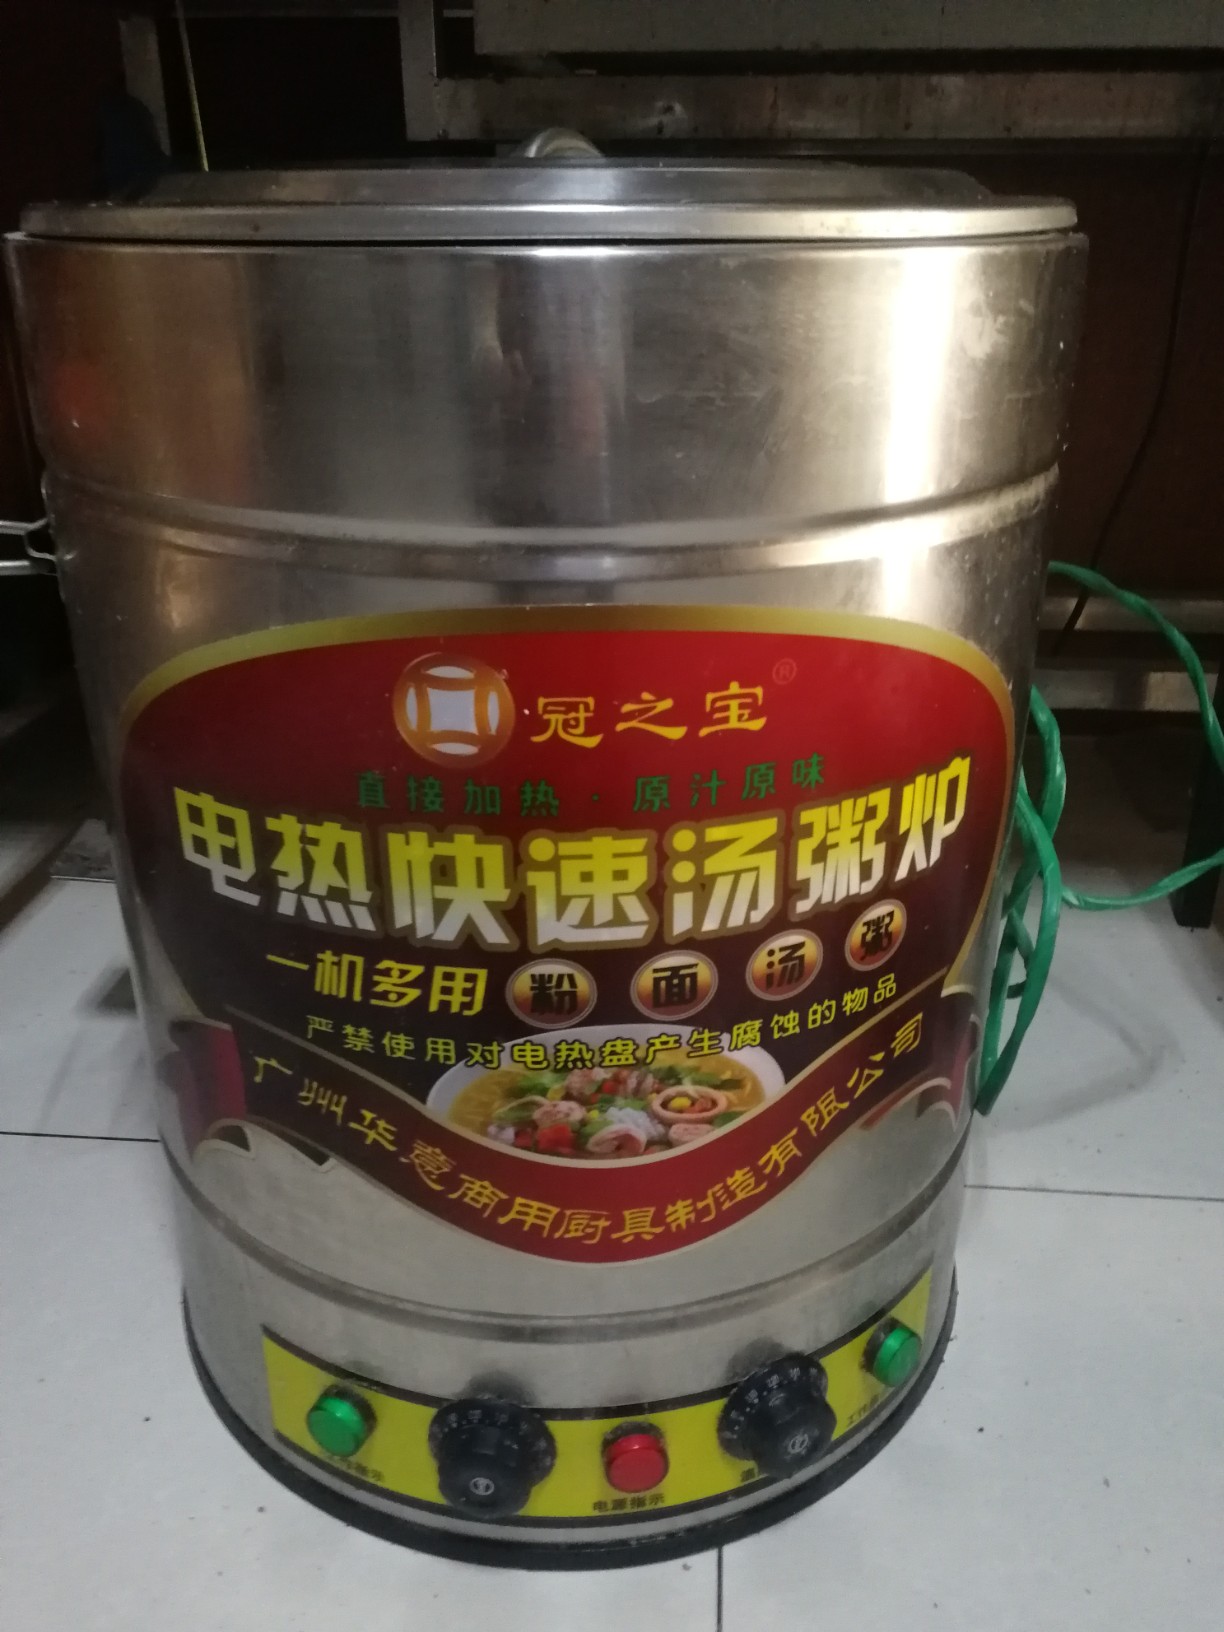 冠之宝®
直接加热·原汁原味
电热快速汤粥炉
一机多用 粉 面 汤 粥
严禁使用对电热盘产生腐蚀的物品
广州华意商用厨具制造有限公司
电源指示